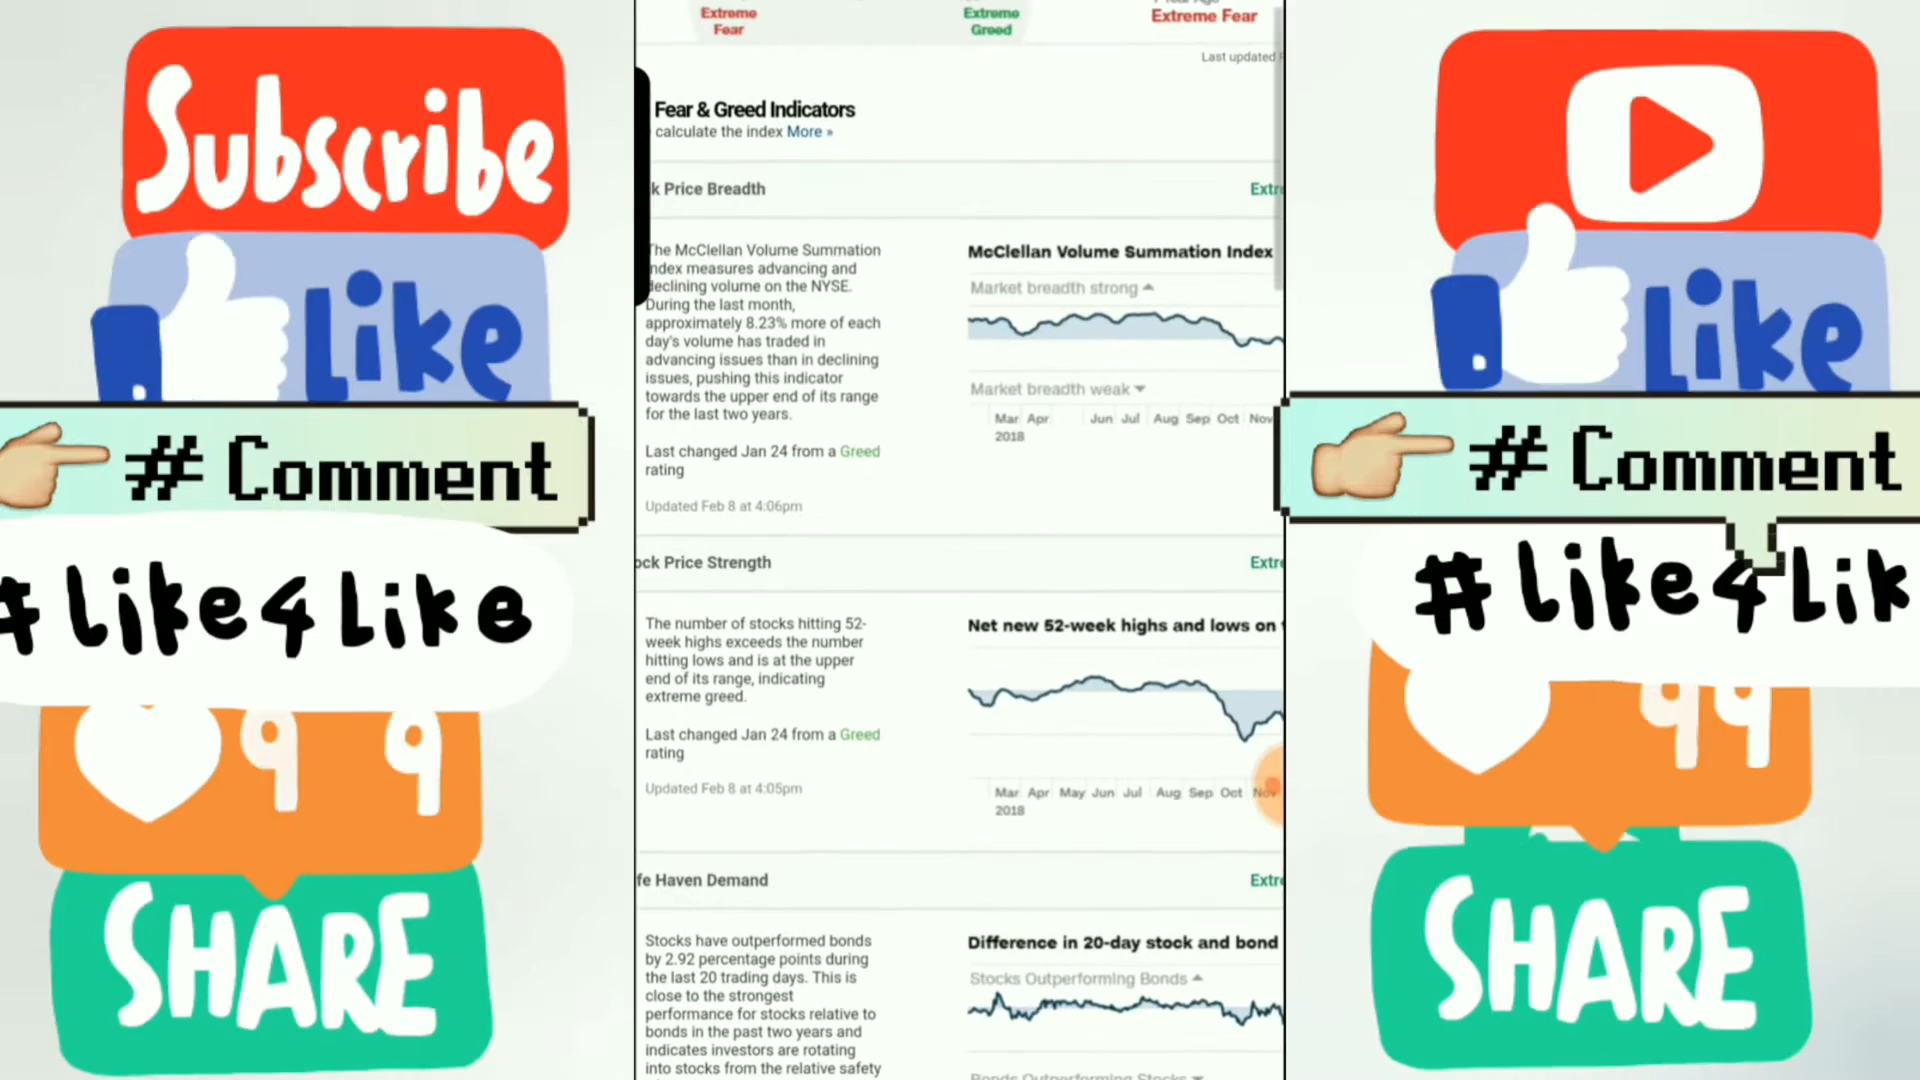 Subscribe
Like
# Comment
#like4like
99
SHARE
Extreme
Fear
Extreme
Greed
Extreme Fear
Last updated
Fear & Greed Indicators
calculate the index More »
k Price Breadth
Extre
The McClellan Volume Summation
Index measures advancing and
declining volume on the NYSE.
During the last month,
approximately 8.23% more of each
day's volume has traded in
advancing issues than in declining
issues, pushing this indicator
towards the upper end of its range
for the last two years.
Last changed Jan 24 from a Greed
rating
Updated Feb 8 at 4:06pm
McClellan Volume Summation Index
Market breadth strong
Market breadth weak
Mar Apr Jun Jul Aug Sep Oct Nov
2018
ock Price Strength
Extre
The number of stocks hitting 52-
week highs exceeds the number
hitting lows and is at the upper
end of its range, indicating
extreme greed.
Last changed Jan 24 from a Greed
rating
Updated Feb 8 at 4:05pm
Net new 52-week highs and lows on
Mar Apr May Jun Jul Aug Sep Oct Nov
2018
fe Haven Demand
Extre
Stocks have outperformed bonds
by 2.92 percentage points during
the last 20 trading days. This is
close to the strongest
performance for stocks relative to
bonds in the past two years and
indicates investors are rotating
into stocks from the relative safety
Difference in 20-day stock and bond
Stocks Outperforming Bonds
Bonds Outperforming Stocks
Like
# Comment
#like4lik
99
SHARE